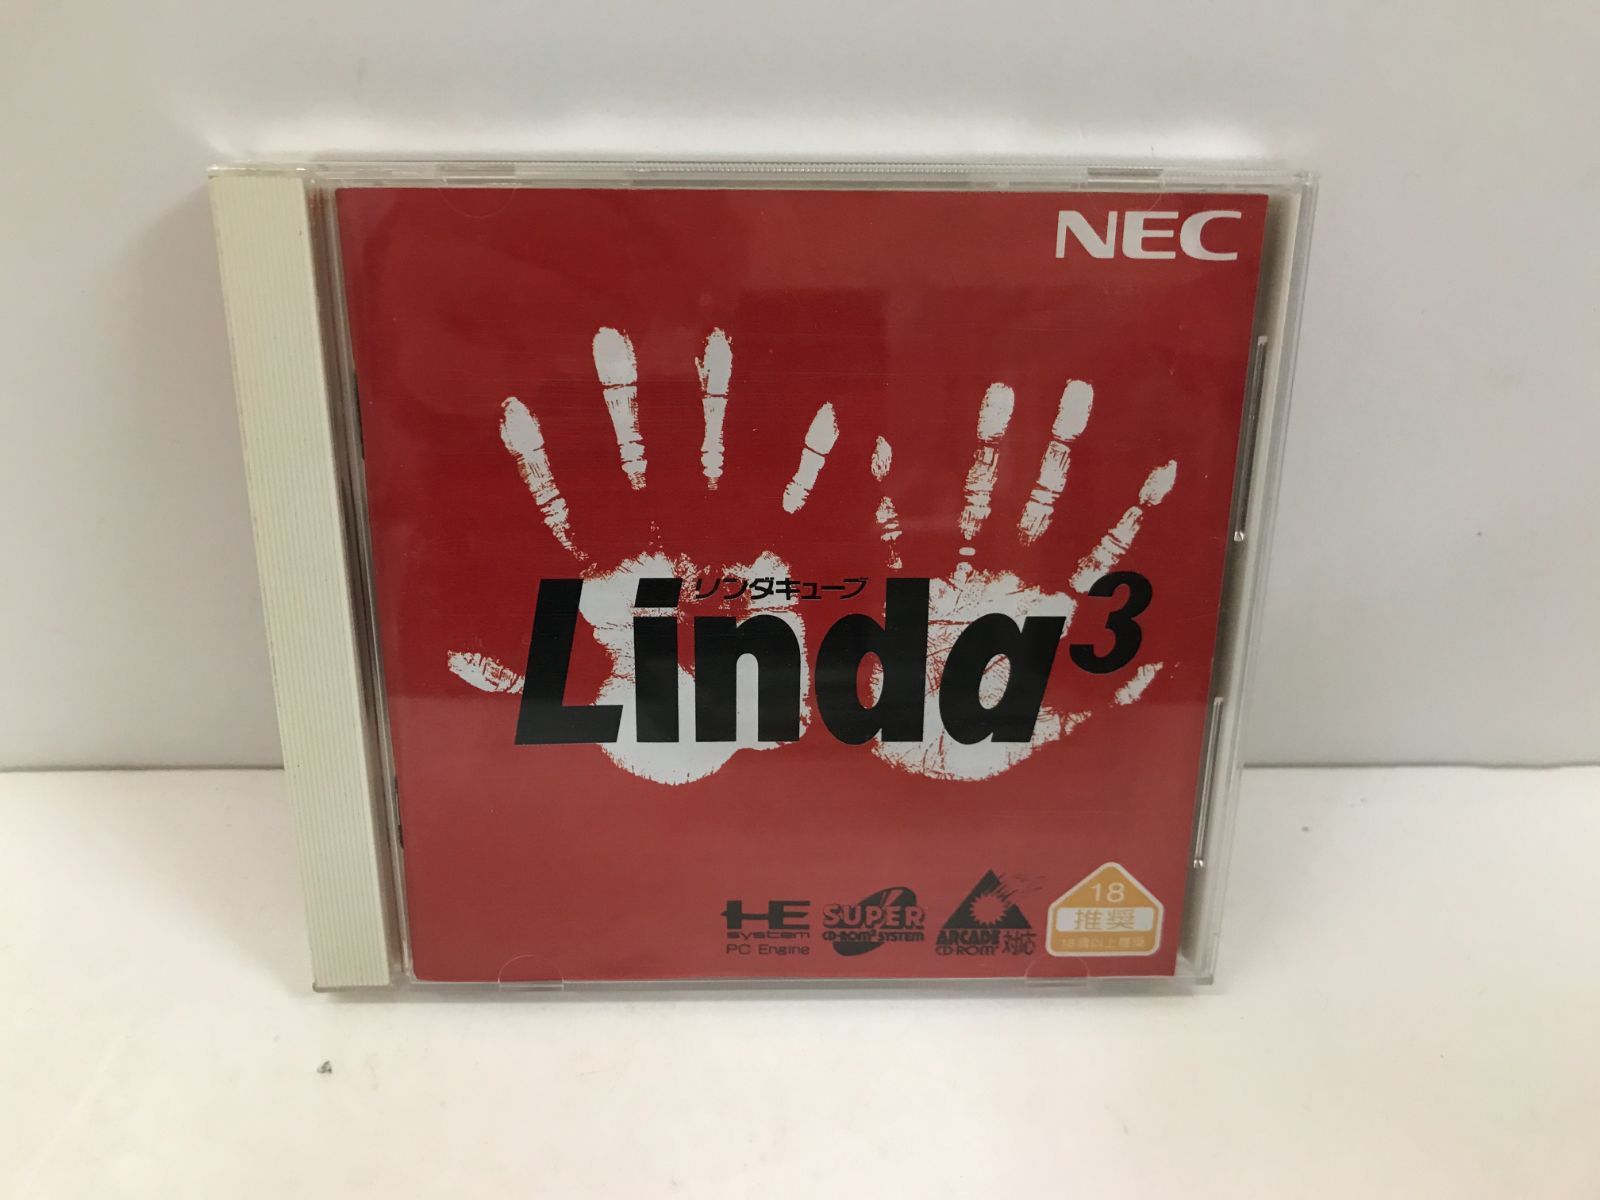 NEC
リンダキューブ
Linda³
HE
system
PC Engine
SUPER
CD-ROM² SYSTEM
ARCADE
CD-ROM²
対応
18
推奨
18歳以上推奨